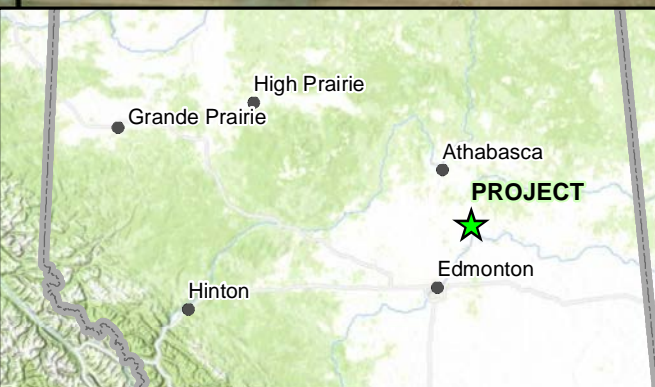 High Prairie
Grande Prairie
Athabasca
PROJECT
Edmonton
Hinton